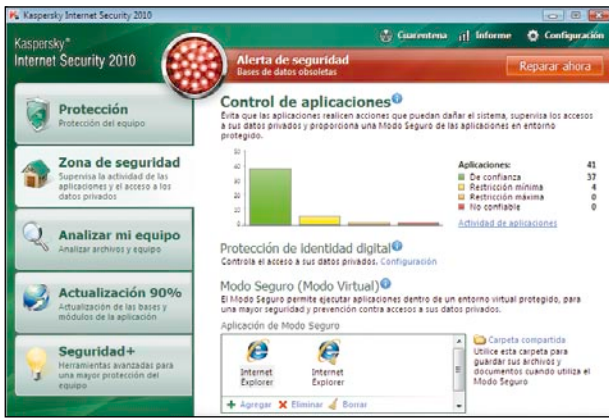 Kaspersky Internet Security 2010
Kaspersky®
Internet Security 2010
Cuarentena
Informe
Configuración
Alerta de seguridad
Bases de datos obsoletas
Reparar ahora
Protección
Protección del equipo
Zona de seguridad
Supervisa la actividad de las
aplicaciones y el acceso a los
datos privados
Analizar mi equipo
Analizar archivos y equipo
Actualización 90%
Actualización de las bases y
módulos de la aplicación
Seguridad+
Herramientas avanzadas para
una mayor protección del
equipo
Control de aplicaciones
Evita que las aplicaciones realicen acciones que puedan dañar el sistema, supervisa los accesos
a sus datos privados y proporciona una Modo Seguro de las aplicaciones en entorno
protegido.
50
40
30
20
10
0
Aplicaciones: 41
De confianza 37
Restricción mínima 4
Restricción máxima 0
No confiable 0
Actividad de aplicaciones
Protección de identidad digital
Controla el acceso a sus datos privados. Configuración
Modo Seguro (Modo Virtual)
El Modo Seguro permite ejecutar aplicaciones dentro de un entorno virtual protegido, para
una mayor seguridad y prevención contra accesos a sus datos privados.
Aplicación de Modo Seguro
Internet
Explorer
Internet
Explorer
Agregar Eliminar Borrar
Carpeta compartida
Utilice esta carpeta para
guardar sus archivos y
documentos cuando utiliza el
Modo Seguro